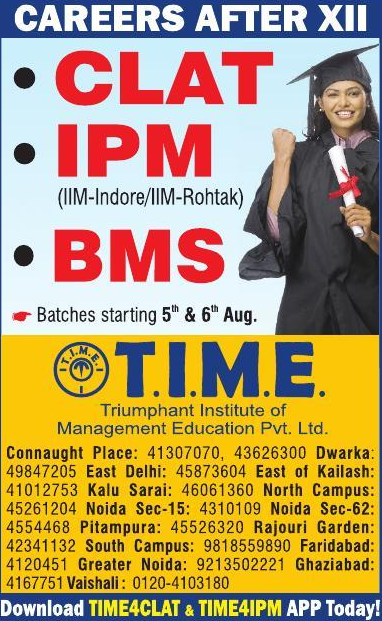 CAREERS AFTER XII
• CLAT
• IPM
(IIM-Indore/IIM-Rohtak)
• BMS
Batches starting 5th & 6th Aug.
T.I.M.E.
T.I.M.E.
Triumphant Institute of
Management Education Pvt. Ltd.
Connaught Place: 41307070, 43626300 Dwarka:
49847205 East Delhi: 45873604 East of Kailash:
41012753 Kalu Sarai: 46061360 North Campus:
45261204 Noida Sec-15: 4310109 Noida Sec-62:
4554468 Pitampura: 45526320 Rajouri Garden:
42341132 South Campus: 9818559890 Faridabad:
4120451 Greater Noida: 9213502221 Ghaziabad:
4167751 Vaishali: 0120-4103180
Download TIME4CLAT & TIME4IPM APP Today!